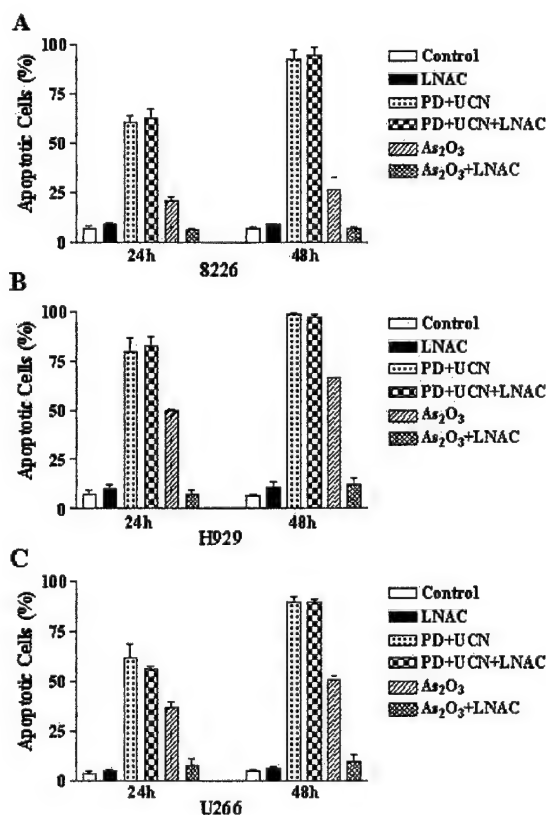 A
Apoptotic Cells (%)
100
75
50
25
0
24h
48h
8226
Control
LNAC
PD+UCN
PD+UCN+LNAC
As₂O₃
As₂O₃+LNAC
B
Apoptotic Cells (%)
100
75
50
25
0
24h
48h
H929
Control
LNAC
PD+UCN
PD+UCN+LNAC
As₂O₃
As₂O₃+LNAC
C
Apoptotic Cells (%)
100
75
50
25
0
24h
48h
U266
Control
LNAC
PD+UCN
PD+UCN+LNAC
As₂O₃
As₂O₃+LNAC